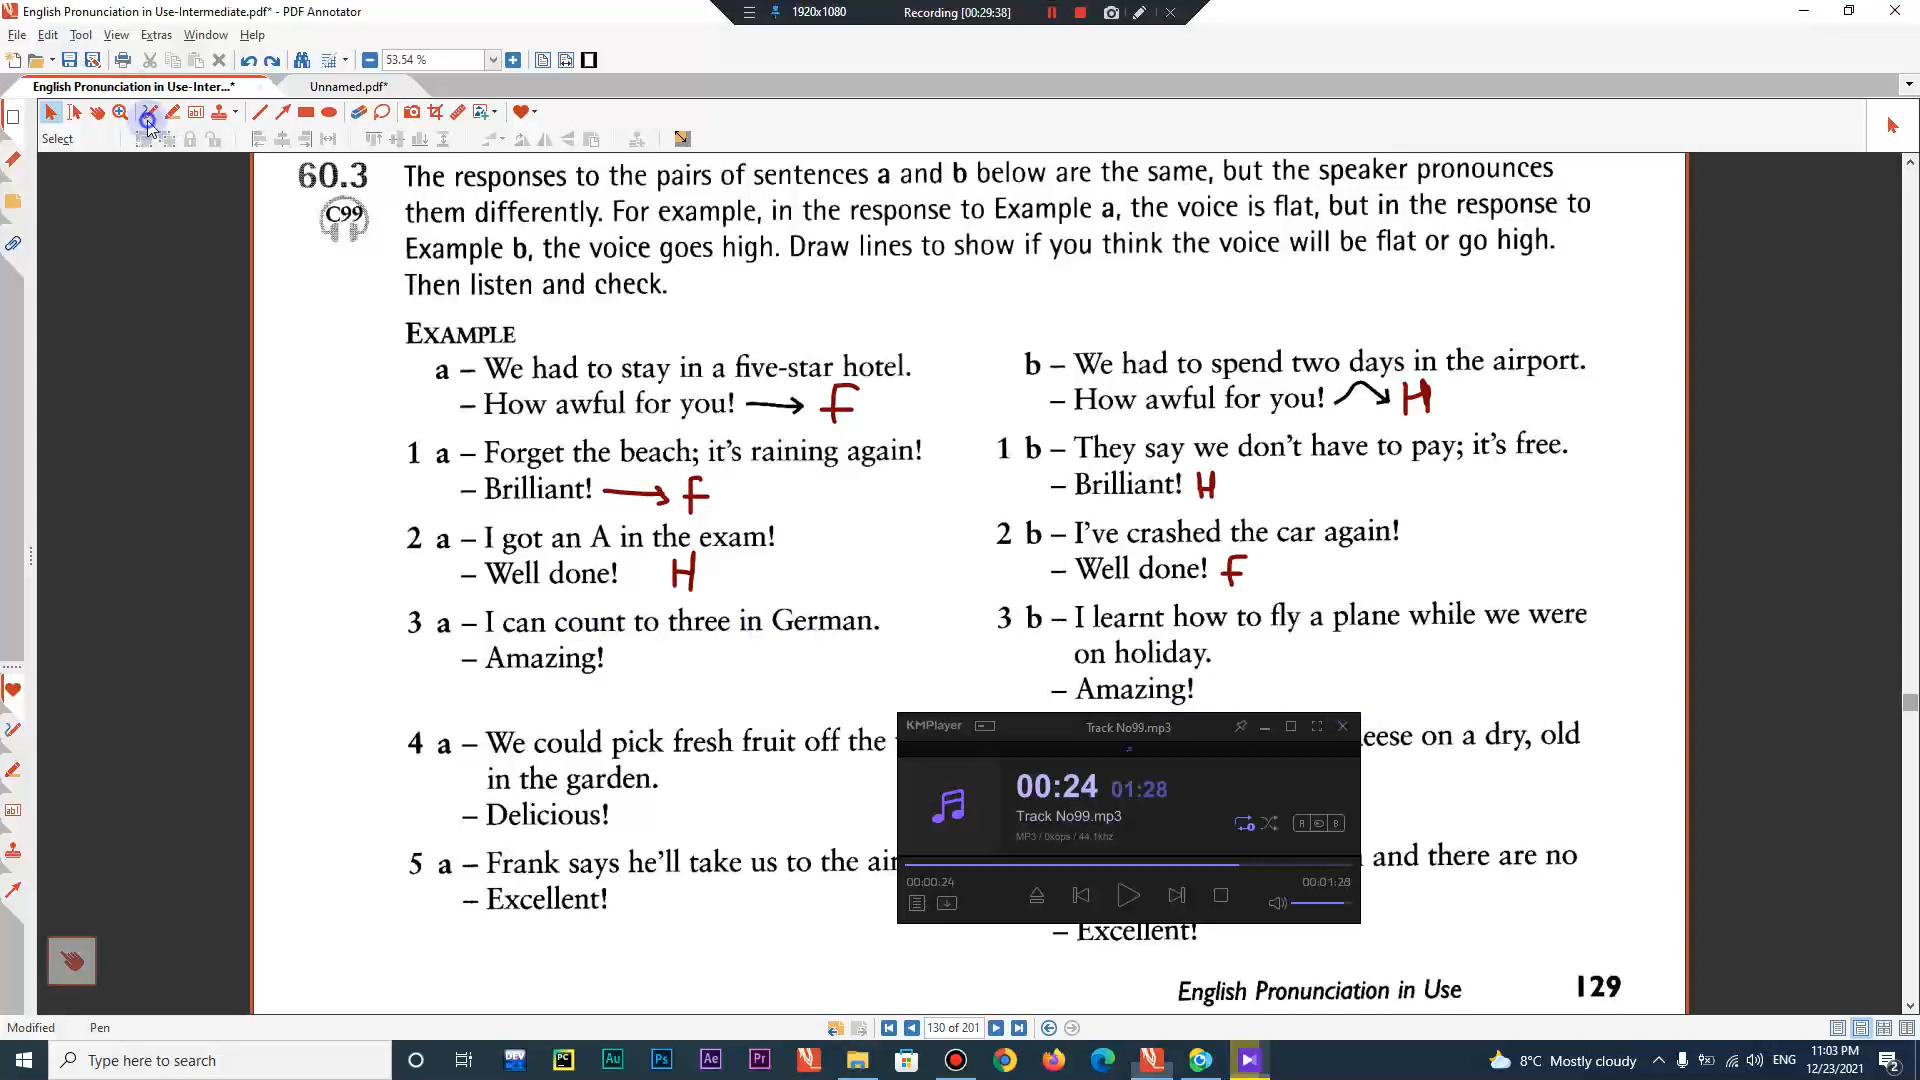 English Pronunciation in Use-Intermediate.pdf* - PDF Annotator
1920x1080
Recording [00:29:38]
File Edit Tool View Extras Window Help
53.54 %
English Pronunciation in Use-Inter...*
Unnamed.pdf*
Select
60.3 The responses to the pairs of sentences a and b below are the same, but the speaker pronounces
C99 them differently. For example, in the response to Example a, the voice is flat, but in the response to
Example b, the voice goes high. Draw lines to show if you think the voice will be flat or go high.
Then listen and check.
EXAMPLE
a – We had to stay in a five-star hotel.
– How awful for you! F
b – We had to spend two days in the airport.
– How awful for you! H
1 a – Forget the beach; it's raining again!
– Brilliant! F
1 b – They say we don't have to pay; it's free.
– Brilliant! H
2 a – I got an A in the exam!
– Well done! H
2 b – I've crashed the car again!
– Well done! F
3 a – I can count to three in German.
– Amazing!
3 b – I learnt how to fly a plane while we were
on holiday.
– Amazing!
4 a – We could pick fresh fruit off the
in the garden.
– Delicious!
eese on a dry, old
5 a – Frank says he'll take us to the air
– Excellent!
and there are no
– Excellent!
KMPlayer
Track No99.mp3
00:24 01:28
Track No99.mp3
MP3 / 0kbps / 44.1khz
A B
00:00:24
00:01:28
English Pronunciation in Use 129
Modified Pen
130 of 201
Type here to search
DEV
PC
Au
Ps
Ae
Pr
8°C Mostly cloudy
ENG
11:03 PM
12/23/2021
2